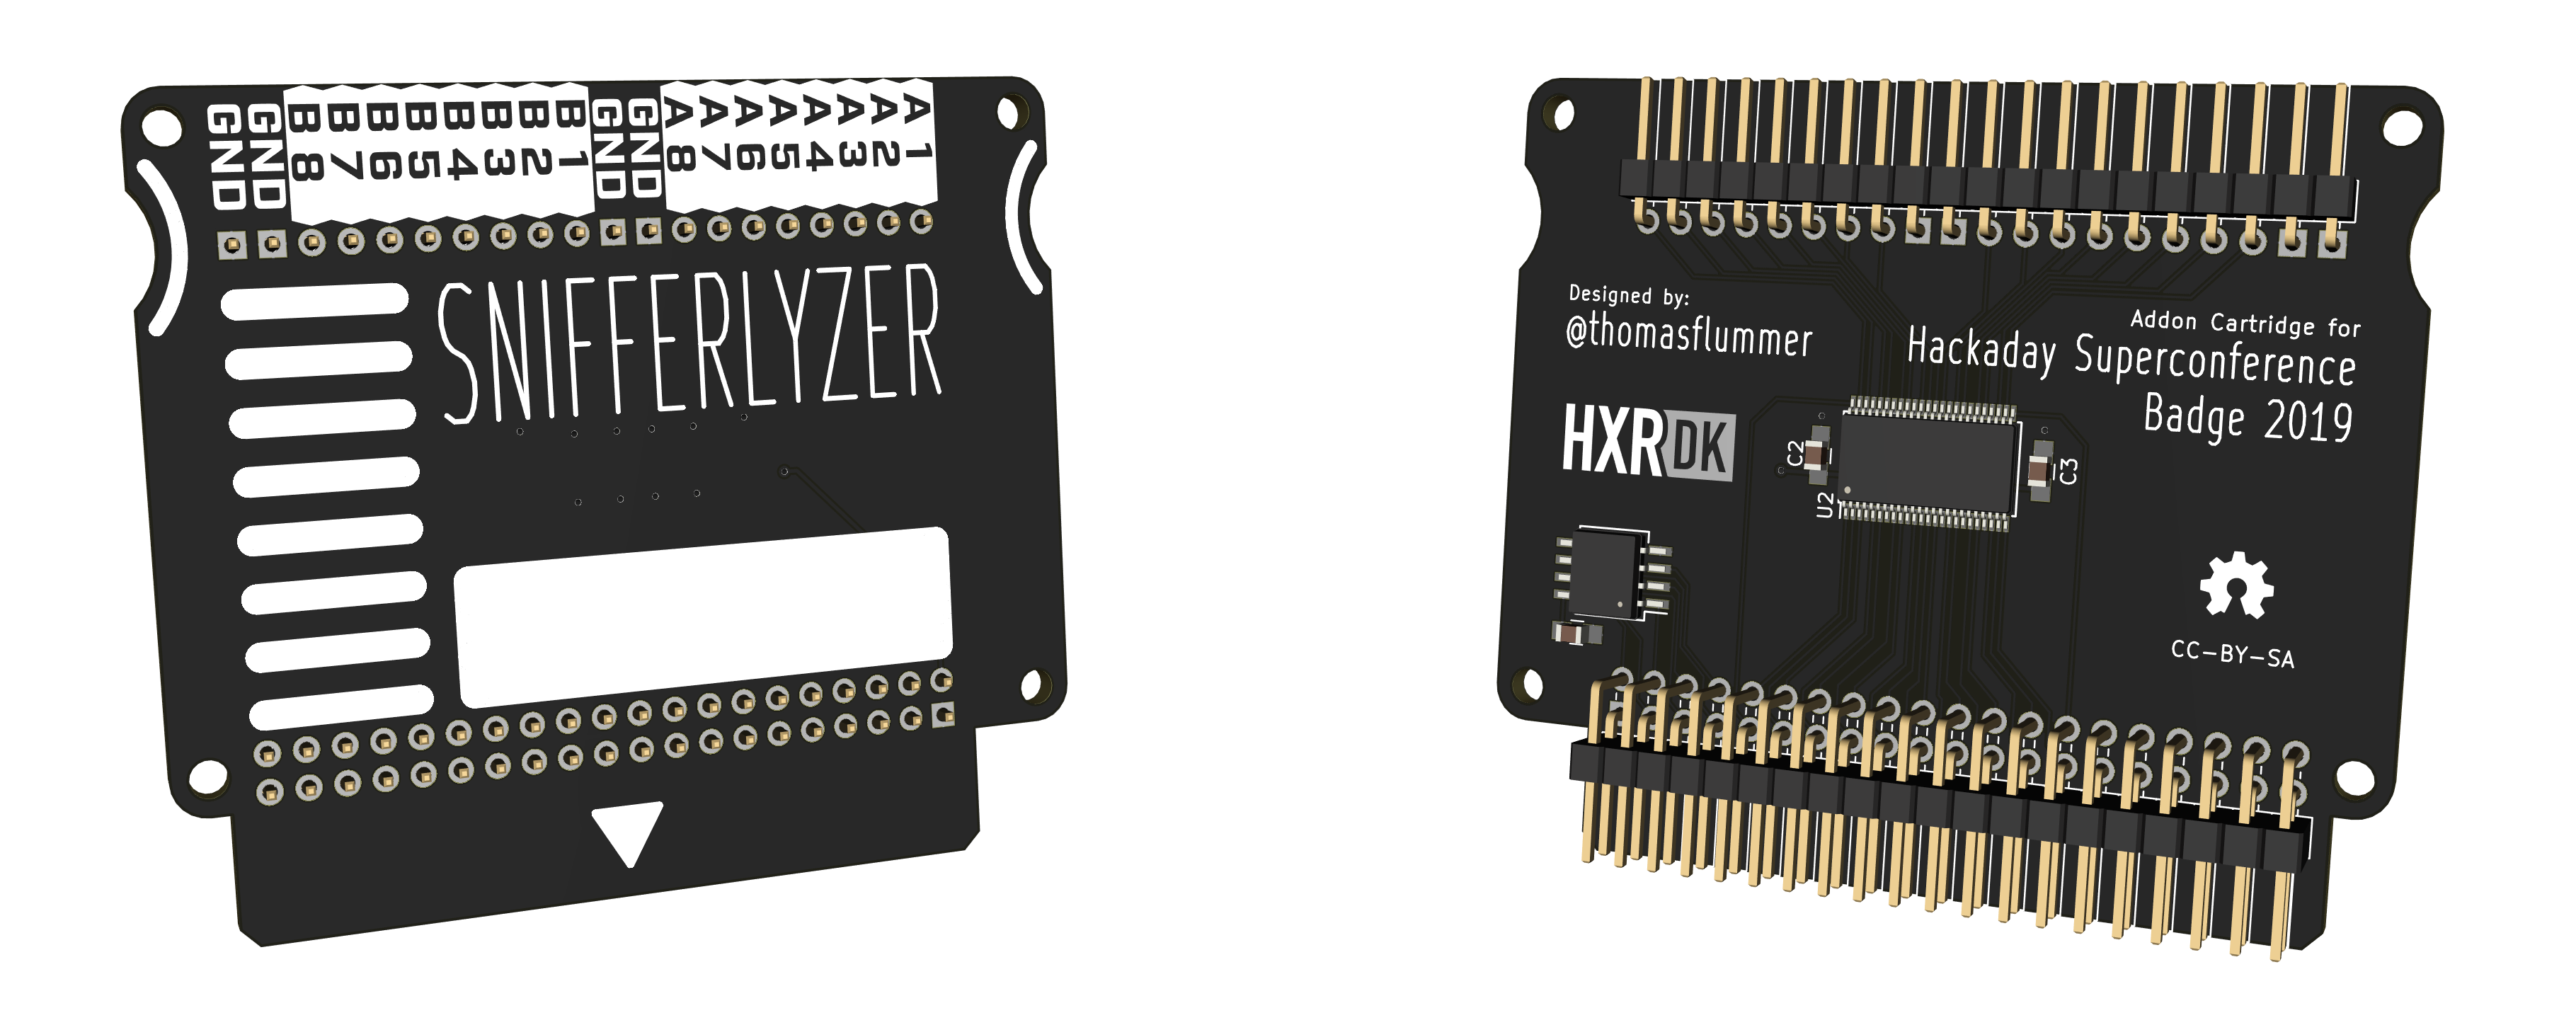 GND GND B8 B7 B6 B5 B4 B3 B2 B1 GND GND A8 A7 A6 A5 A4 A3 A2 A1
SNIFFERLYZER
Designed by:
@thomasflummer
Addon Cartridge for
Hackaday Superconference
Badge 2019
HXRDK
C2
U2
C3
CC-BY-SA